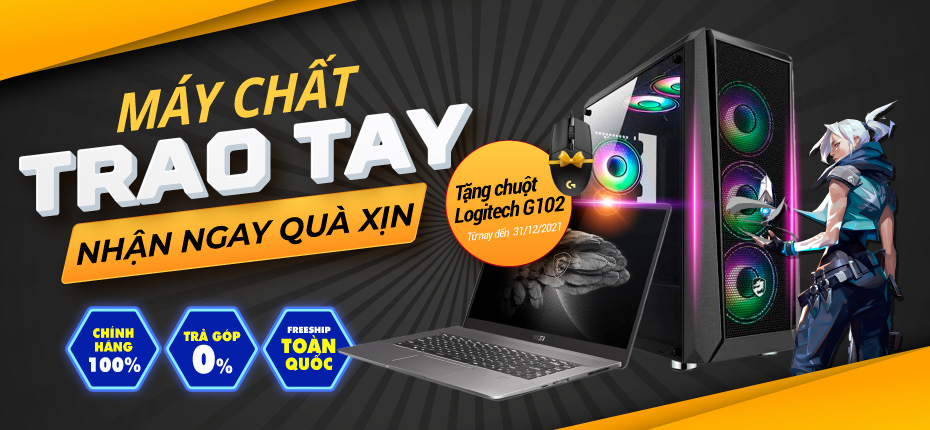 MÁY CHẤT
TRAO TAY
NHẬN NGAY QUÀ XỊN
Tặng chuột
Logitech G102
Từ nay đến 31/12/2021
CHÍNH
HÃNG
100%
TRẢ GÓP
0%
FREESHIP
TOÀN
QUỐC